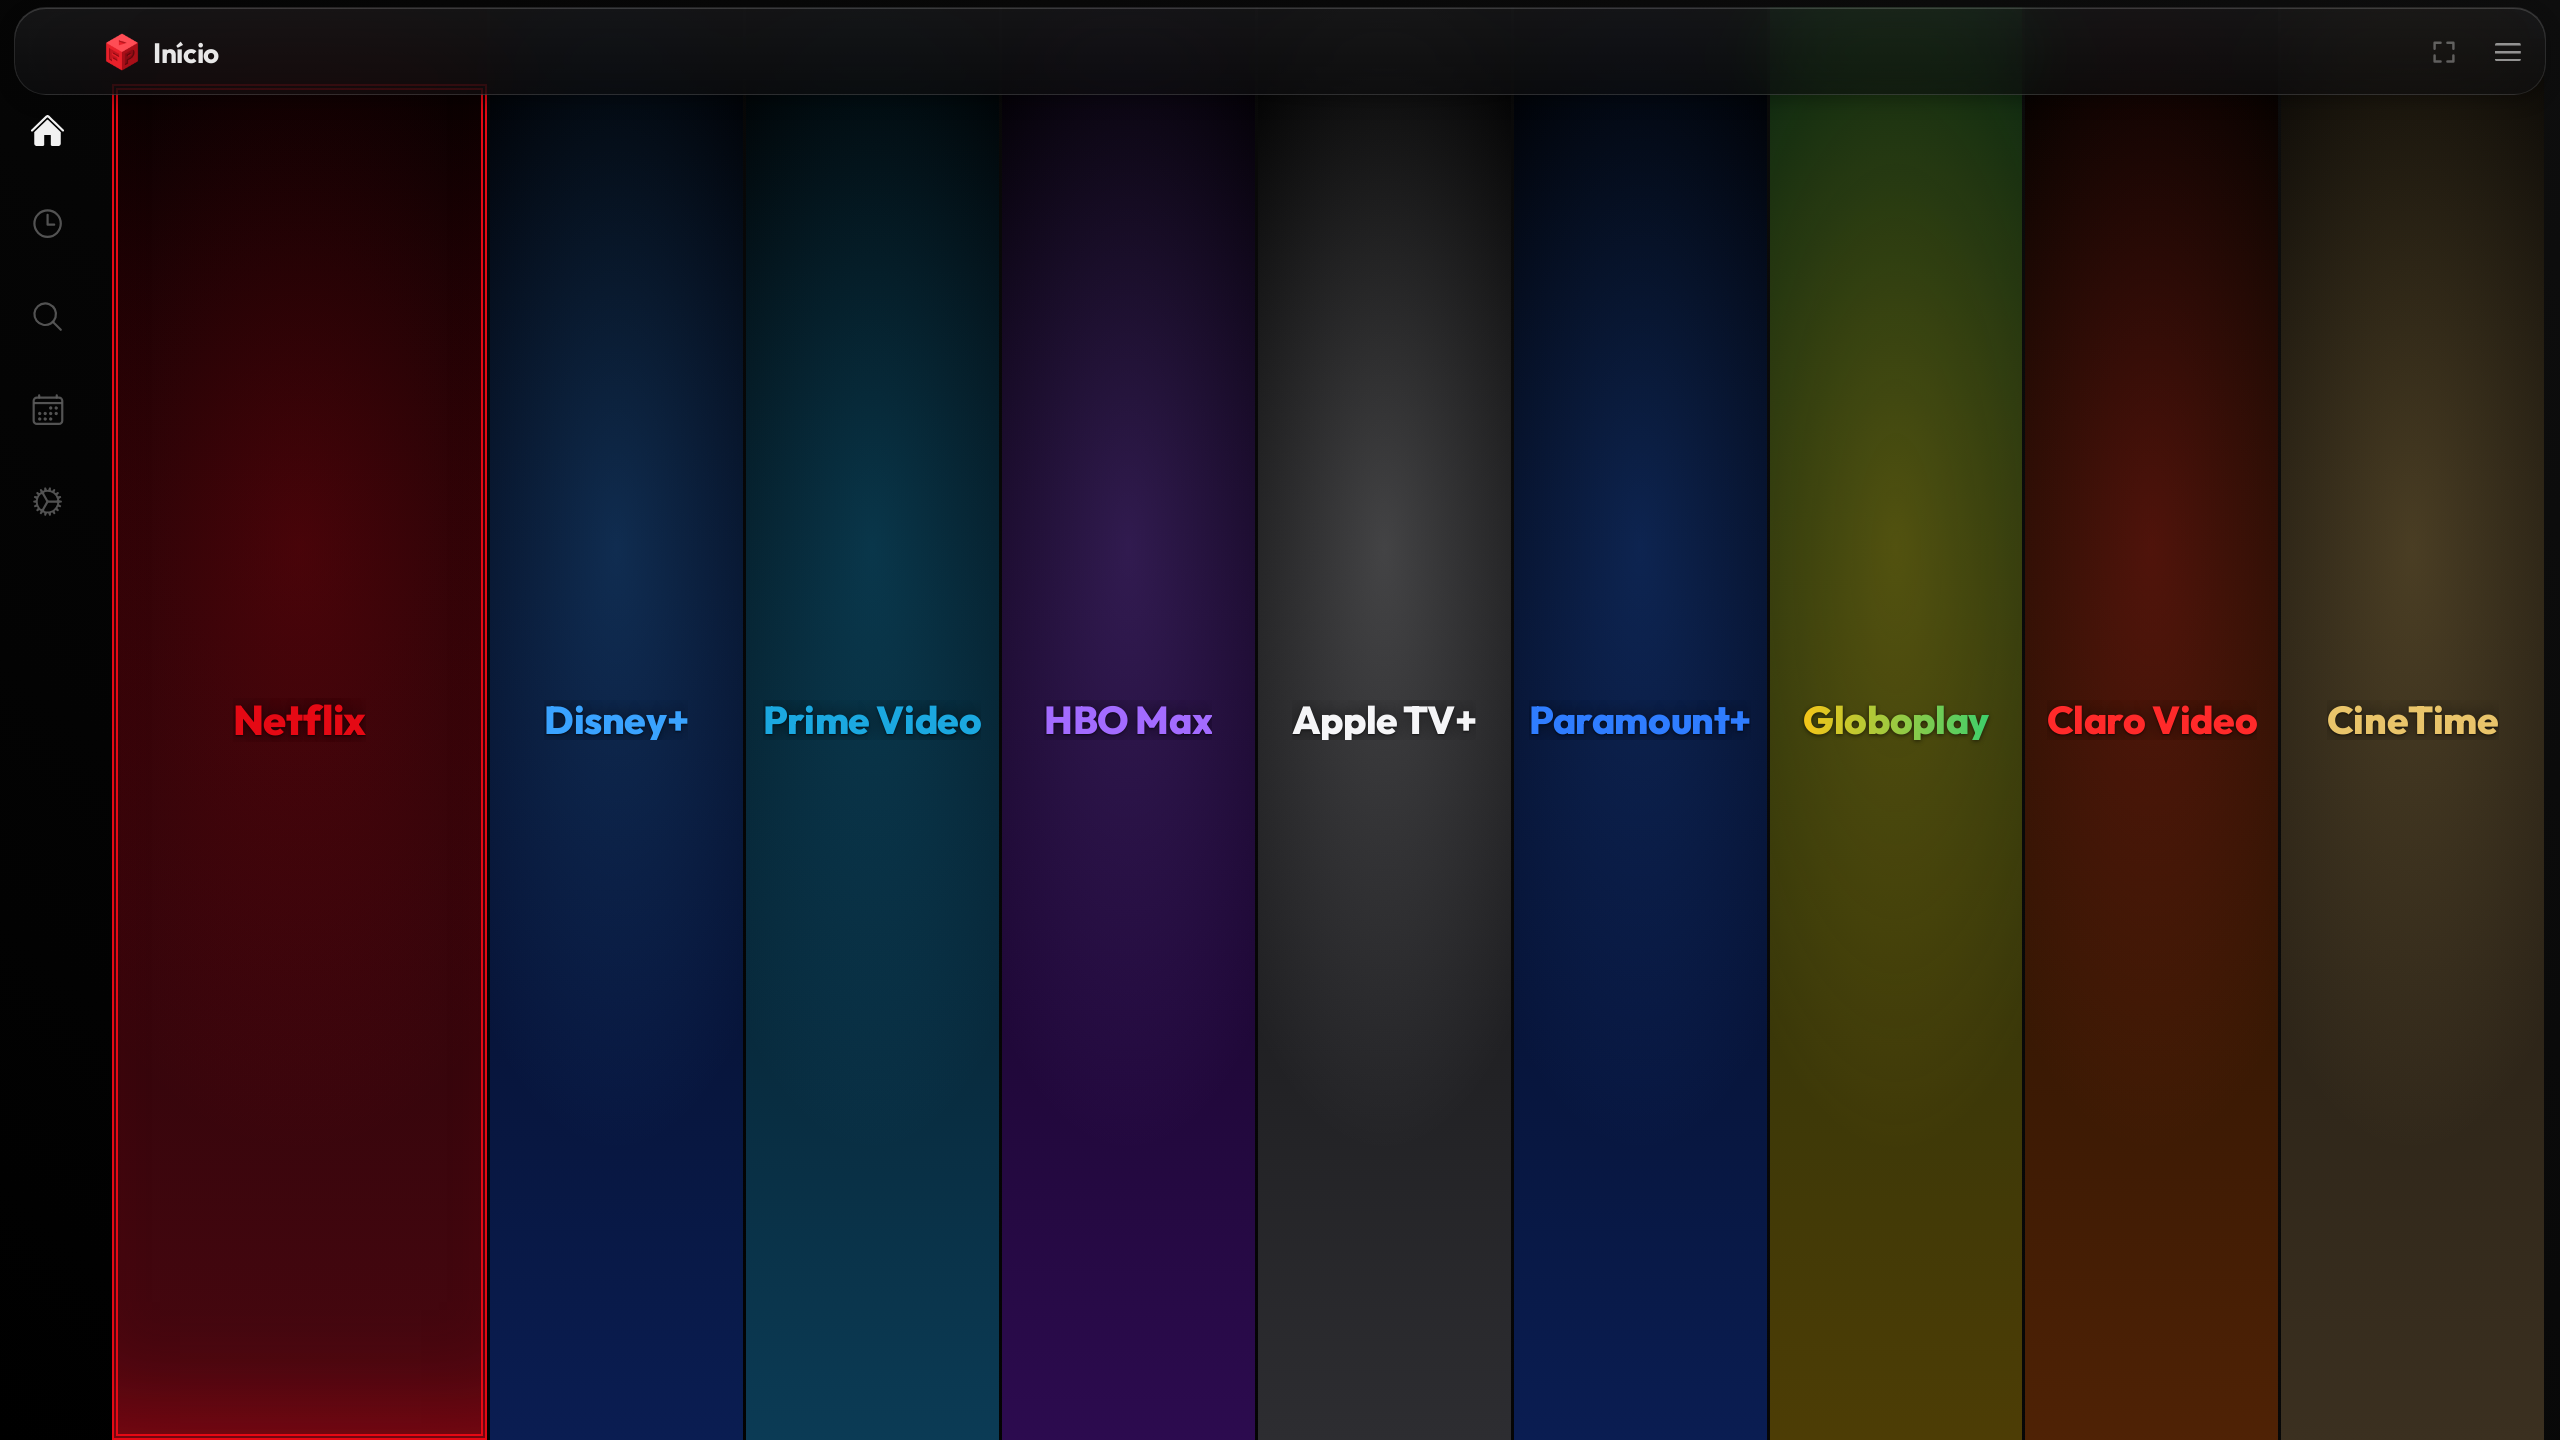 Início
Netflix
Disney+
Prime Video
HBO Max
Apple TV+
Paramount+
Globoplay
Claro Video
CineTime